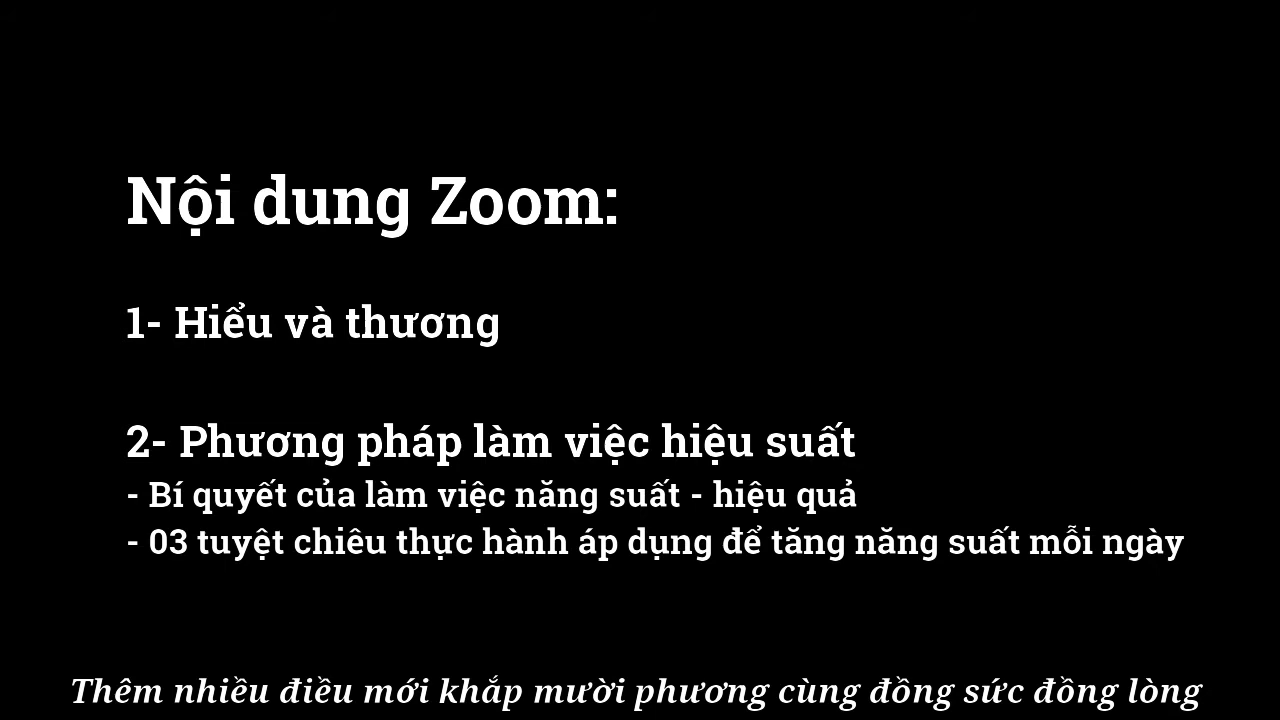 Nội dung Zoom:
1- Hiểu và thương
2- Phương pháp làm việc hiệu suất
- Bí quyết của làm việc năng suất - hiệu quả
- 03 tuyệt chiêu thực hành áp dụng để tăng năng suất mỗi ngày
Thêm nhiều điều mới khắp mười phương cùng đồng sức đồng lòng